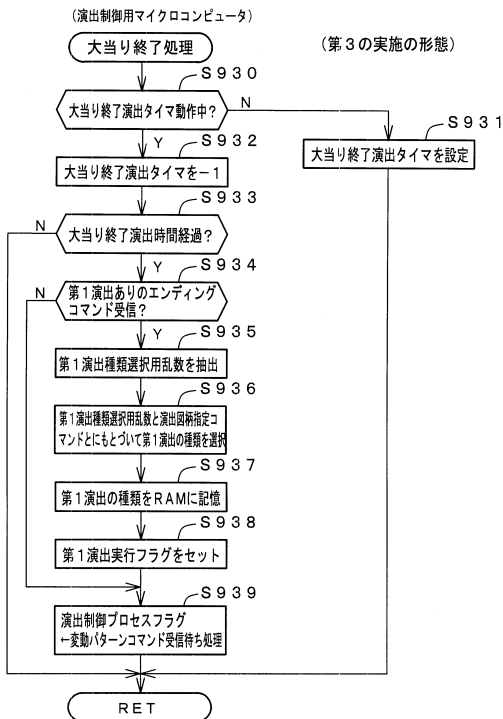 (演出制御用マイクロコンピュータ)
大当り終了処理
(第3の実施の形態)
S930
大当り終了演出タイマ動作中?
N
Y
S931
大当り終了演出タイマを設定
S932
大当り終了演出タイマを−1
S933
大当り終了演出時間経過?
N
Y
S934
第1演出ありのエンディング
コマンド受信?
N
Y
S935
第1演出種類選択用乱数を抽出
S936
第1演出種類選択用乱数と演出図柄指定コ
マンドとにもとづいて第1演出の種類を選択
S937
第1演出の種類をRAMに記憶
S938
第1演出実行フラグをセット
S939
演出制御プロセスフラグ
←変動パターンコマンド受信待ち処理
RET